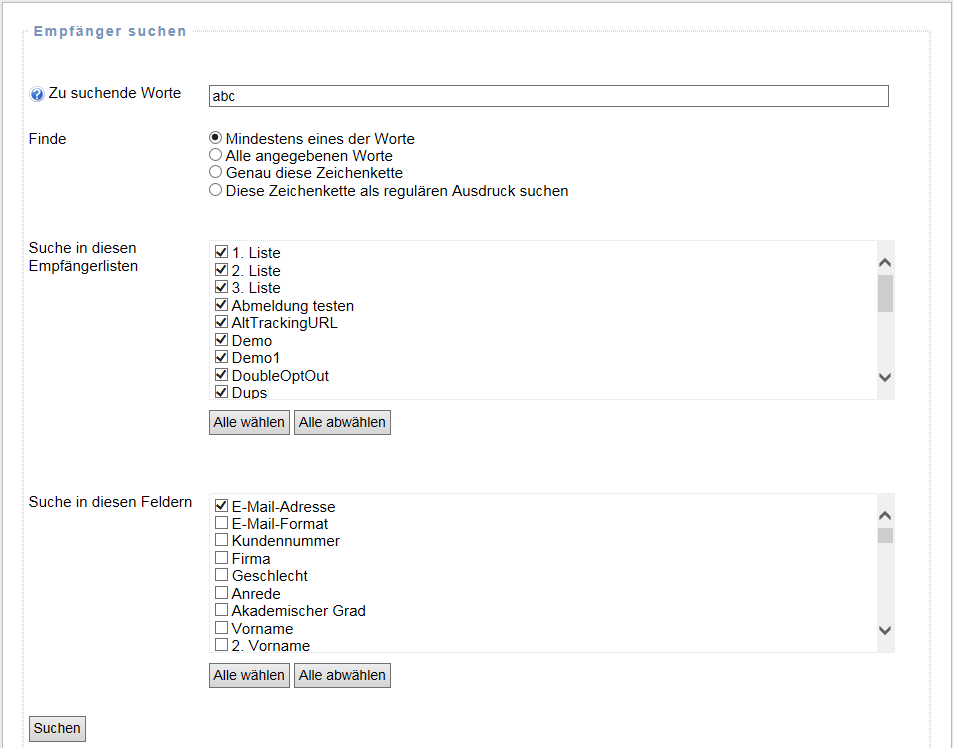 Empfänger suchen
Zu suchende Worte
abc
Finde
Mindestens eines der Worte
Alle angegebenen Worte
Genau diese Zeichenkette
Diese Zeichenkette als regulären Ausdruck suchen
Suche in diesen
Empfängerlisten
1. Liste
2. Liste
3. Liste
Abmeldung testen
AltTrackingURL
Demo
Demo1
DoubleOptOut
Dups
Alle wählen Alle abwählen
Suche in diesen Feldern
E-Mail-Adresse
E-Mail-Format
Kundennummer
Firma
Geschlecht
Anrede
Akademischer Grad
Vorname
2. Vorname
Alle wählen Alle abwählen
Suchen